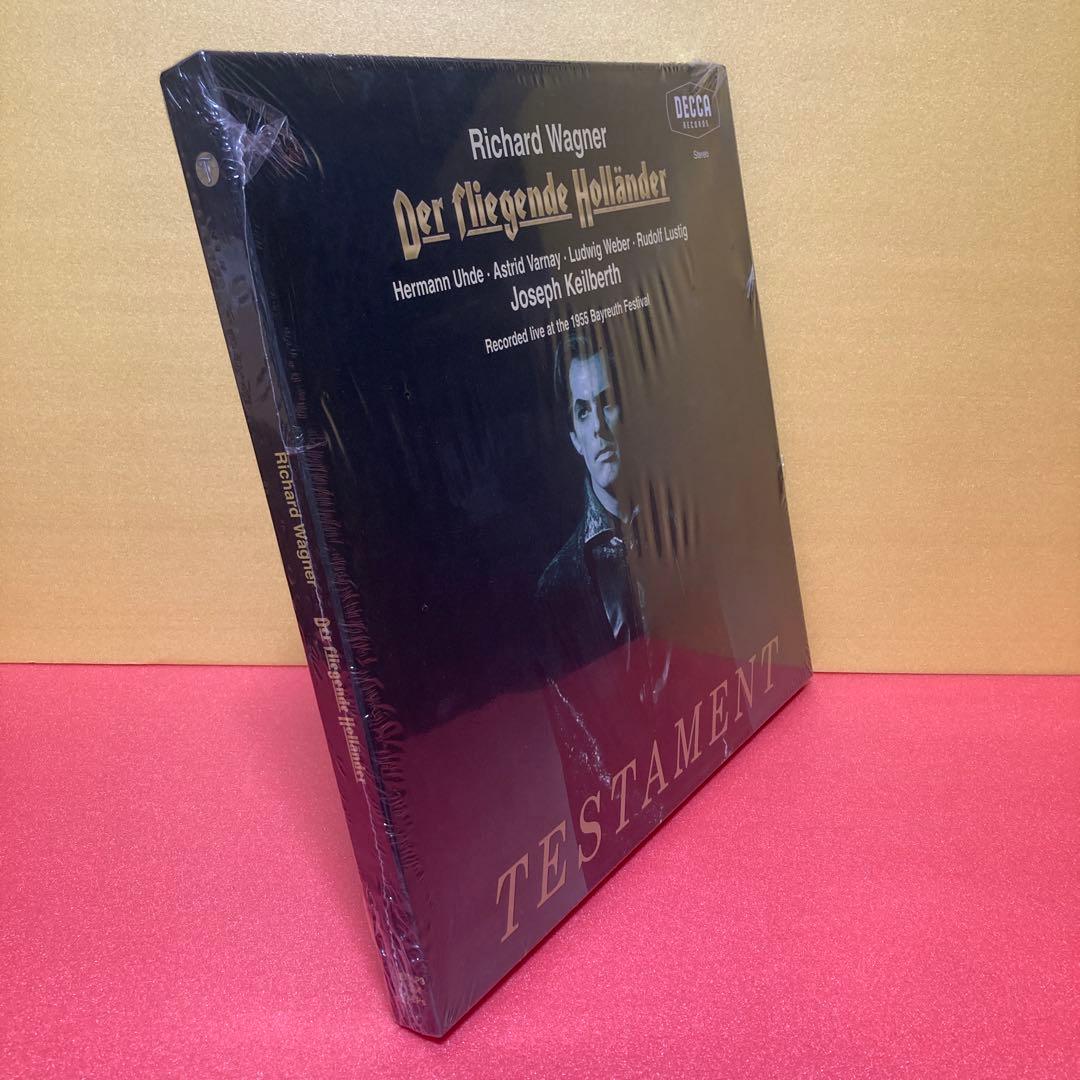 DECCA
RECORDS
Stereo
Richard Wagner
Der fliegende Holländer
Hermann Uhde · Astrid Varnay · Ludwig Weber · Rudolf Lustig
Joseph Keilberth
Recorded live at the 1955 Bayreuth Festival
TESTAMENT
T
Richard Wagner Der fliegende Holländer